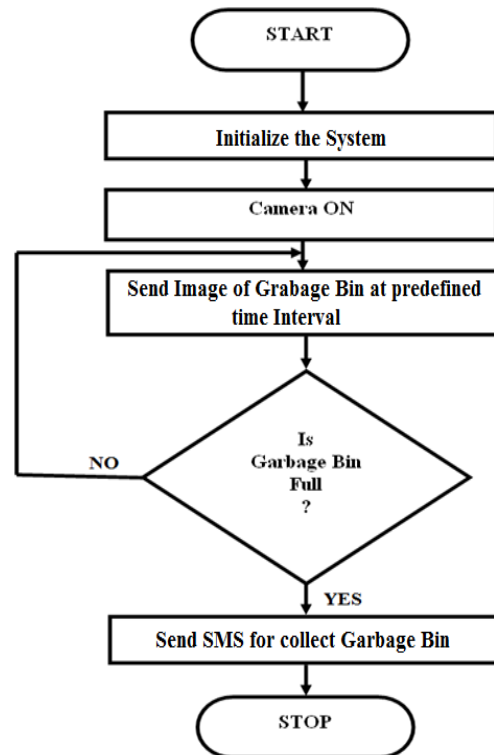 START
Initialize the System
Camera ON
Send Image of Grabage Bin at predefined
time Interval
Is
Garbage Bin
Full
?
NO
YES
Send SMS for collect Garbage Bin
STOP